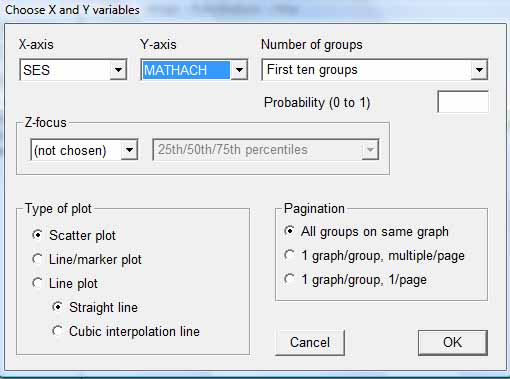 Choose X and Y variables
X-axis Y-axis Number of groups
SES MATHACH First ten groups
Probability (0 to 1)
Z-focus
(not chosen) 25th/50th/75th percentiles
Type of plot Pagination
Scatter plot All groups on same graph
Line/marker plot 1 graph/group, multiple/page
Line plot 1 graph/group, 1/page
Straight line
Cubic interpolation line
Cancel OK